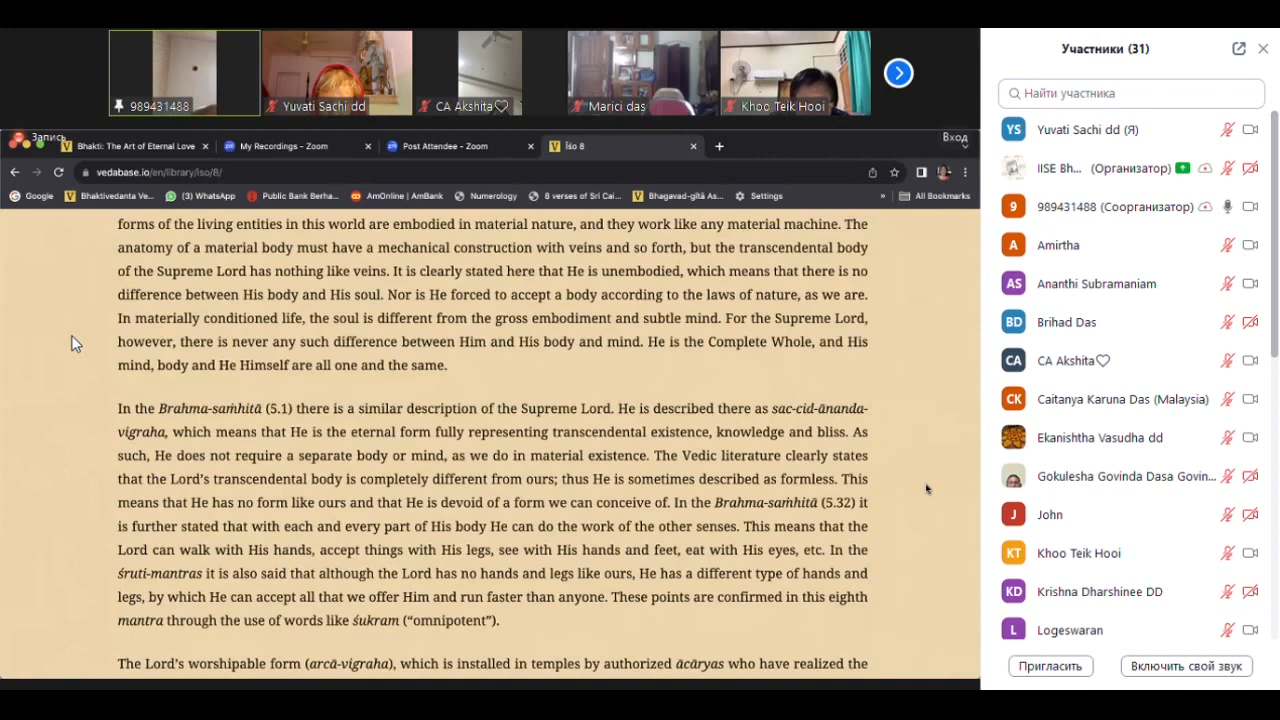 989431488
Yuvati Sachi dd
CA Akshita♡
Marici das
Khoo Teik Hooi
Запись
Bhakti: The Art of Eternal Love
My Recordings - Zoom
Post Attendee - Zoom
Īśo 8
Вход
vedabase.io/en/library/iso/8/
Google
Bhaktivedanta Ve...
(3) WhatsApp
Public Bank Berha...
AmOnline | AmBank
Numerology
8 verses of Sri Cai...
Bhagavad-gītā As...
Settings
»
All Bookmarks
forms of the living entities in this world are embodied in material nature, and they work like any material machine. The
anatomy of a material body must have a mechanical construction with veins and so forth, but the transcendental body
of the Supreme Lord has nothing like veins. It is clearly stated here that He is unembodied, which means that there is no
difference between His body and His soul. Nor is He forced to accept a body according to the laws of nature, as we are.
In materially conditioned life, the soul is different from the gross embodiment and subtle mind. For the Supreme Lord,
however, there is never any such difference between Him and His body and mind. He is the Complete Whole, and His
mind, body and He Himself are all one and the same.
In the Brahma-saṁhitā (5.1) there is a similar description of the Supreme Lord. He is described there as sac-cid-ānanda-
vigraha, which means that He is the eternal form fully representing transcendental existence, knowledge and bliss. As
such, He does not require a separate body or mind, as we do in material existence. The Vedic literature clearly states
that the Lord's transcendental body is completely different from ours; thus He is sometimes described as formless. This
means that He has no form like ours and that He is devoid of a form we can conceive of. In the Brahma-saṁhitā (5.32) it
is further stated that with each and every part of His body He can do the work of the other senses. This means that the
Lord can walk with His hands, accept things with His legs, see with His hands and feet, eat with His eyes, etc. In the
śruti-mantras it is also said that although the Lord has no hands and legs like ours, He has a different type of hands and
legs, by which He can accept all that we offer Him and run faster than anyone. These points are confirmed in this eighth
mantra through the use of words like śukram ("omnipotent").
The Lord's worshipable form (arcā-vigraha), which is installed in temples by authorized ācāryas who have realized the
Участники (31)
Найти участника
YS Yuvati Sachi dd (Я)
IISE Bh... (Организатор)
9 989431488 (Соорганизатор)
A Amirtha
AS Ananthi Subramaniam
BD Brihad Das
CA CA Akshita♡
CK Caitanya Karuna Das (Malaysia)
Ekanishtha Vasudha dd
Gokulesha Govinda Dasa Govin...
J John
KT Khoo Teik Hooi
KD Krishna Dharshinee DD
L Logeswaran
Пригласить
Включить свой звук